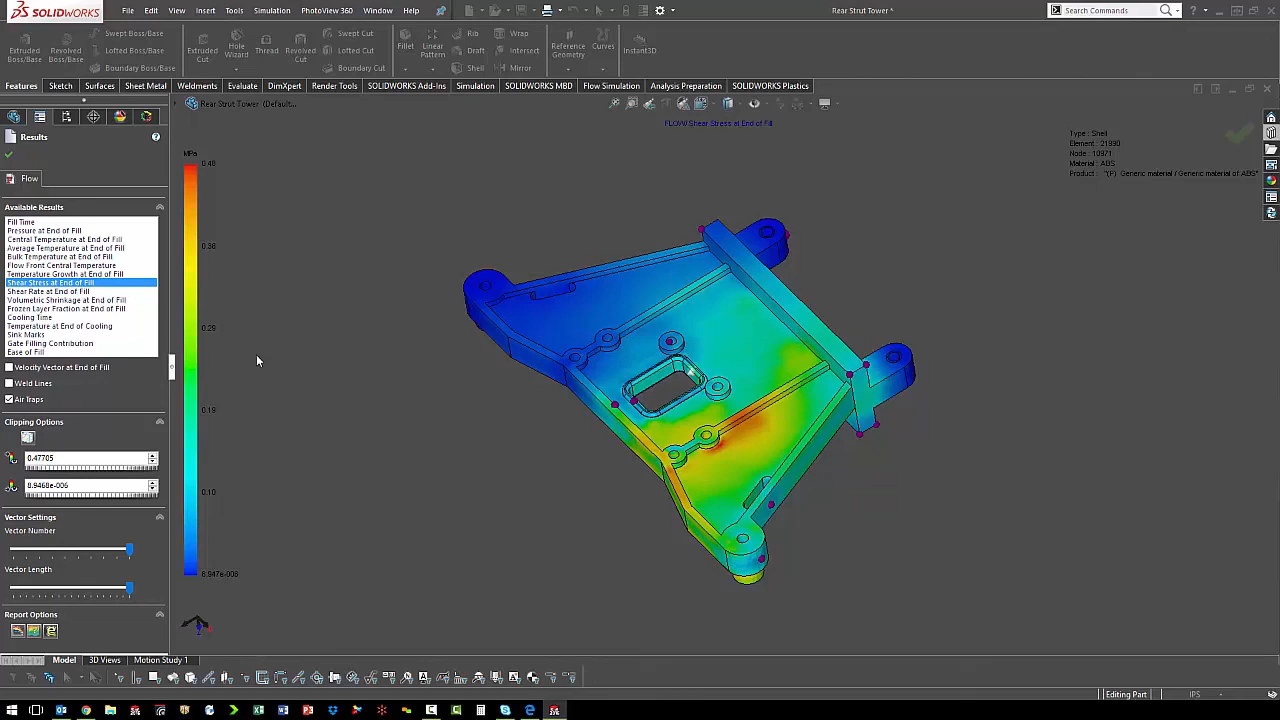 SOLIDWORKS File Edit View Insert Tools Simulation PhotoView 360 Window Help Rear Strut Tower * Search Commands
Extruded Boss/Base
Revolved Boss/Base
Swept Boss/Base
Lofted Boss/Base
Boundary Boss/Base
Extruded Cut
Hole Wizard
Thread
Revolved Cut
Swept Cut
Lofted Cut
Boundary Cut
Fillet
Linear Pattern
Rib
Draft
Shell
Wrap
Intersect
Mirror
Reference Geometry
Curves
Instant3D
Features Sketch Surfaces Sheet Metal Weldments Evaluate DimXpert Render Tools SOLIDWORKS Add-Ins Simulation SOLIDWORKS MBD Flow Simulation Analysis Preparation SOLIDWORKS Plastics
Rear Strut Tower (Default...
FLOW/ Shear Stress at End of Fill
Type : Shell
Element : 21990
Node : 10971
Material : ABS
Product : "(P) Generic material / Generic material of ABS"
Results
Flow
Available Results
Fill Time
Pressure at End of Fill
Central Temperature at End of Fill
Average Temperature at End of Fill
Bulk Temperature at End of Fill
Flow Front Central Temperature
Temperature Growth at End of Fill
Shear Stress at End of Fill
Shear Rate at End of Fill
Volumetric Shrinkage at End of Fill
Frozen Layer Fraction at End of Fill
Cooling Time
Temperature at End of Cooling
Sink Marks
Gate Filling Contribution
Ease of Fill
Velocity Vector at End of Fill
Weld Lines
Air Traps
Clipping Options
0.47705
8.9468e-006
Vector Settings
Vector Number
Vector Length
Report Options
MPa
0.48
0.38
0.29
0.19
0.10
8.947e-006
Model 3D Views Motion Study 1
Editing Part IPS